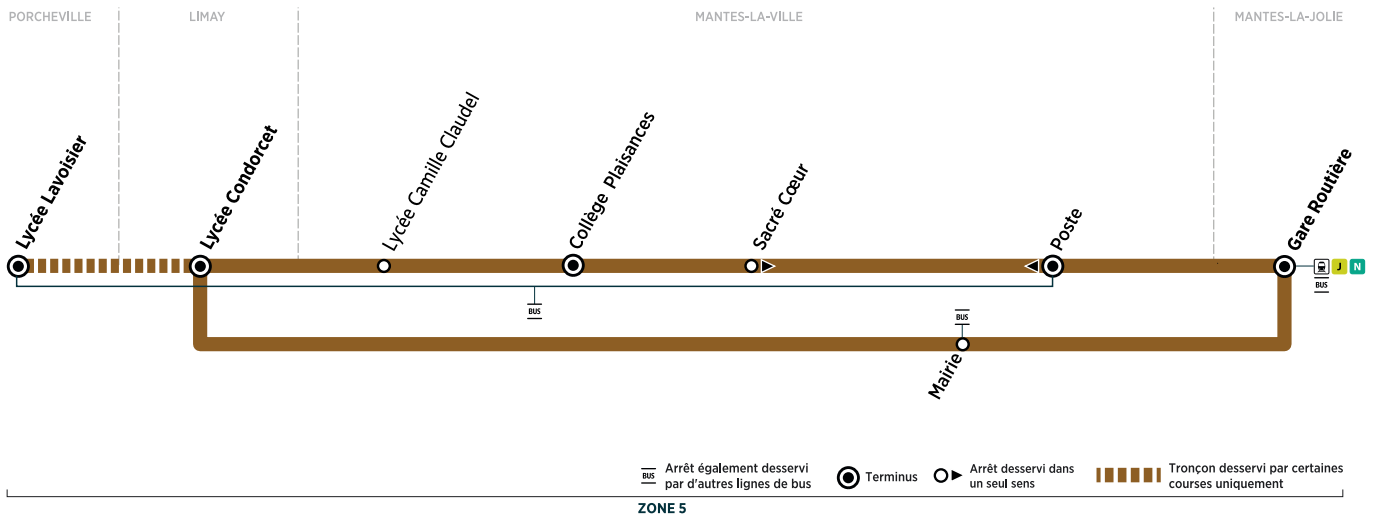 PORCHEVILLE
LIMAY
MANTES-LA-VILLE
MANTES-LA-JOLIE
Lycée Lavoisier
Lycée Condorcet
Lycée Camille Claudel
Collège Plaisances
Sacré Cœur
Poste
Gare Routière
J N
BUS
BUS
BUS
Mairie
BUS
Arrêt également desservi
par d'autres lignes de bus
Terminus
Arrêt desservi dans
un seul sens
Tronçon desservi par certaines
courses uniquement
ZONE 5